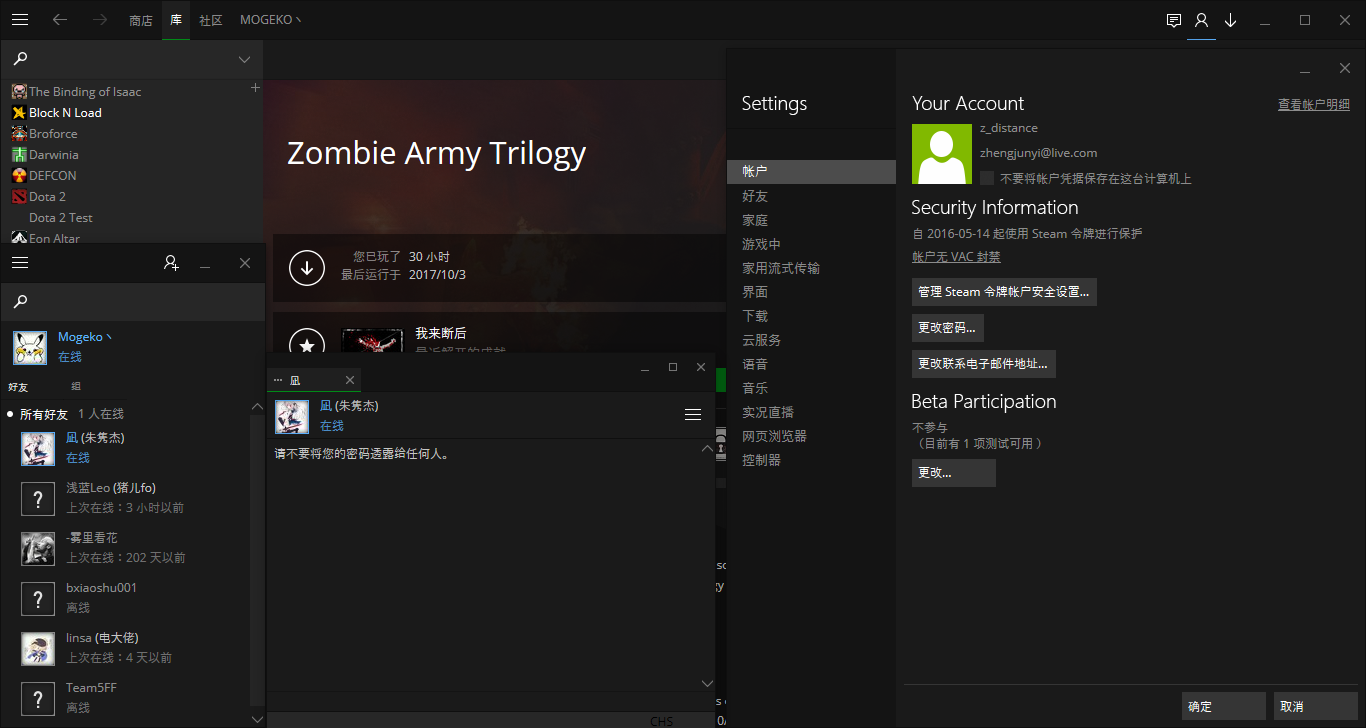 商店 库 社区 MOGEKO丶
The Binding of Isaac
Block N Load
Broforce
Darwinia
DEFCON
Dota 2
Dota 2 Test
Eon Altar
Zombie Army Trilogy
您已玩了 30 小时
最后运行于 2017/10/3
我来断后
最近解开的成就
Mogeko丶
在线
好友 组
所有好友 1 人在线
凪 (朱隽杰)
在线
浅蓝Leo (猪儿fo)
上次在线：3 小时以前
-雾里看花
上次在线：202 天以前
bxiaoshu001
离线
linsa (电大佬)
上次在线：4 天以前
Team5FF
离线
··· 凪
凪 (朱隽杰)
在线
请不要将您的密码透露给任何人。
CHS
Settings
帐户
好友
家庭
游戏中
家用流式传输
界面
下载
云服务
语音
音乐
实况直播
网页浏览器
控制器
Your Account
查看帐户明细
z_distance
zhengjunyi@live.com
不要将帐户凭据保存在这台计算机上
Security Information
自 2016-05-14 起使用 Steam 令牌进行保护
帐户无 VAC 封禁
管理 Steam 令牌帐户安全设置...
更改密码...
更改联系电子邮件地址...
Beta Participation
不参与
（目前有 1 项测试可用 ）
更改...
确定 取消